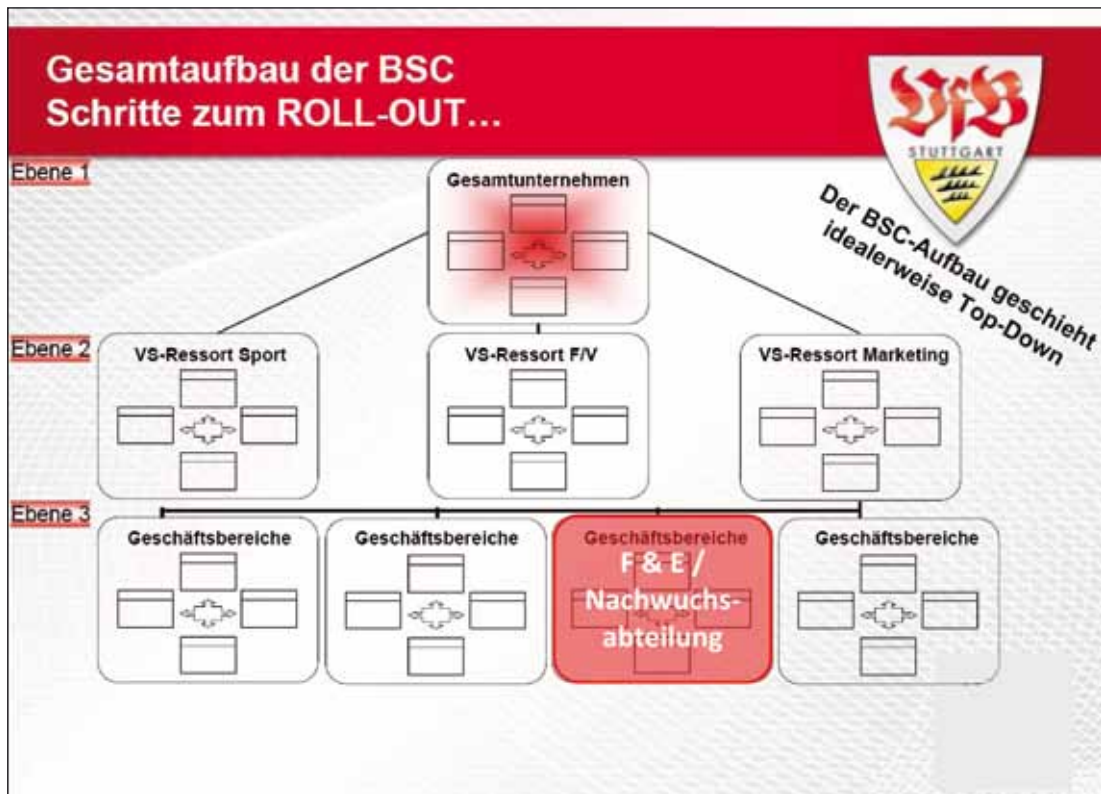 Gesamtaufbau der BSC
Schritte zum ROLL-OUT...
VfB
STUTTGART
Ebene 1
Gesamtunternehmen
Der BSC-Aufbau geschieht
idealerweise Top-Down
Ebene 2
VS-Ressort Sport
VS-Ressort F/V
VS-Ressort Marketing
Ebene 3
Geschäftsbereiche
Geschäftsbereiche
Geschäftsbereiche
F & E /
Nachwuchs-
abteilung
Geschäftsbereiche